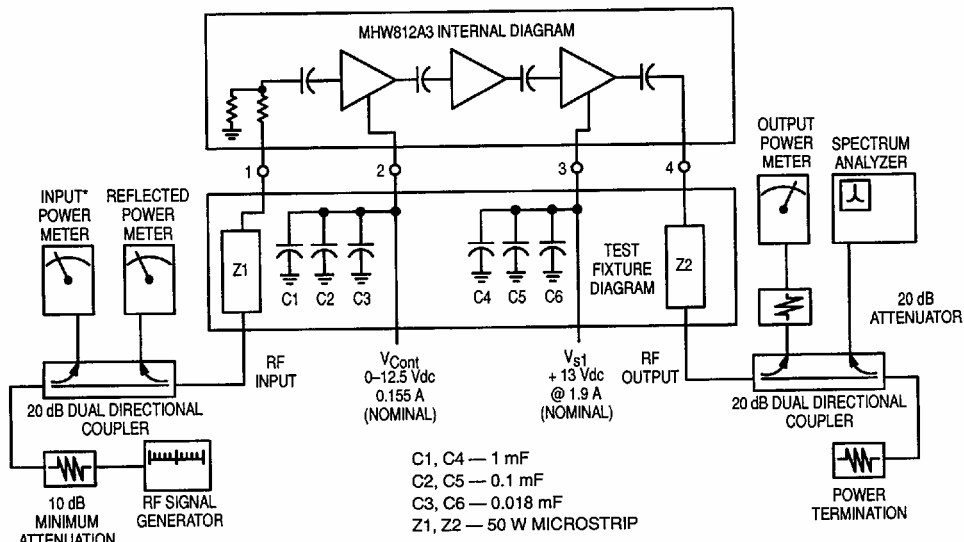 MHW812A3 INTERNAL DIAGRAM
1
2
3
4
INPUT*
POWER
METER
REFLECTED
POWER
METER
OUTPUT
POWER
METER
SPECTRUM
ANALYZER
Z1
C1
C2
C3
C4
C5
C6
TEST
FIXTURE
DIAGRAM
Z2
20 dB
ATTENUATOR
RF
INPUT
VCont
0–12.5 Vdc
0.155 A
(NOMINAL)
Vs1
+ 13 Vdc
@ 1.9 A
(NOMINAL)
RF
OUTPUT
20 dB DUAL DIRECTIONAL
COUPLER
20 dB DUAL DIRECTIONAL
COUPLER
10 dB
MINIMUM
ATTENUATION
RF SIGNAL
GENERATOR
C1, C4 — 1 mF
C2, C5 — 0.1 mF
C3, C6 — 0.018 mF
Z1, Z2 — 50 W MICROSTRIP
POWER
TERMINATION